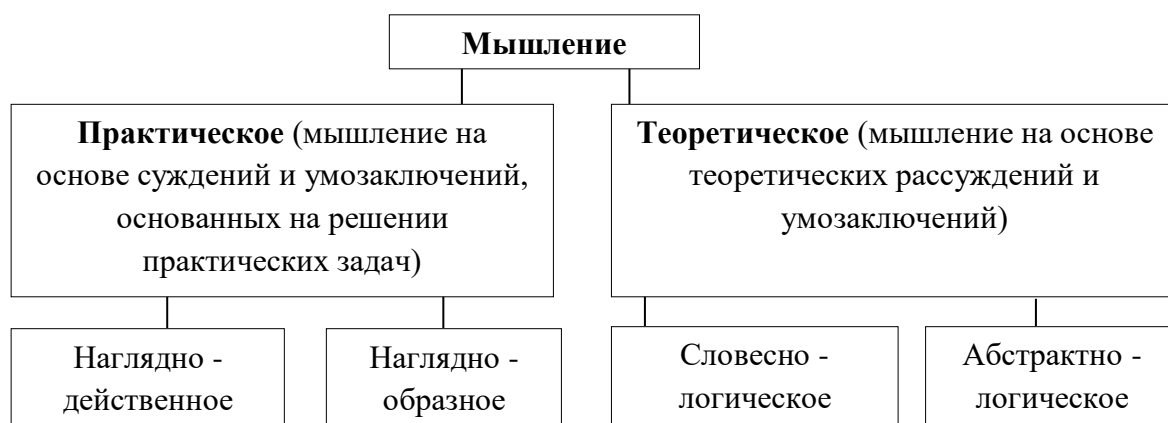 Мышление
Практическое (мышление на
основе суждений и умозаключений,
основанных на решении
практических задач)
Теоретическое (мышление на основе
теоретических рассуждений и
умозаключений)
Наглядно -
действенное
Наглядно -
образное
Словесно -
логическое
Абстрактно -
логическое